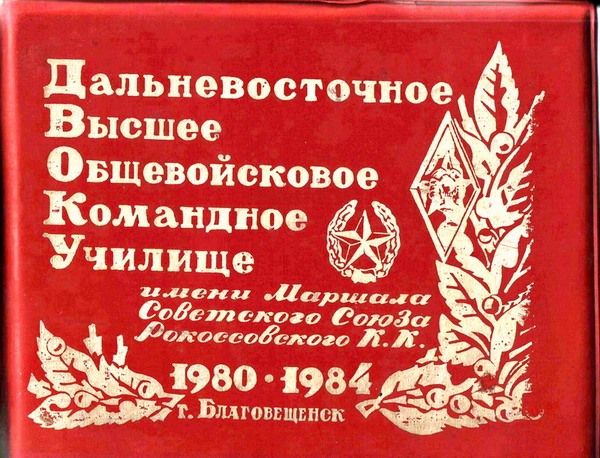 Дальневосточное
Высшее
Общевойсковое
Командное
Училище
имени Маршала
Советского Союза
Рокоссовского К.К.
1980·1984
г. Благовещенск